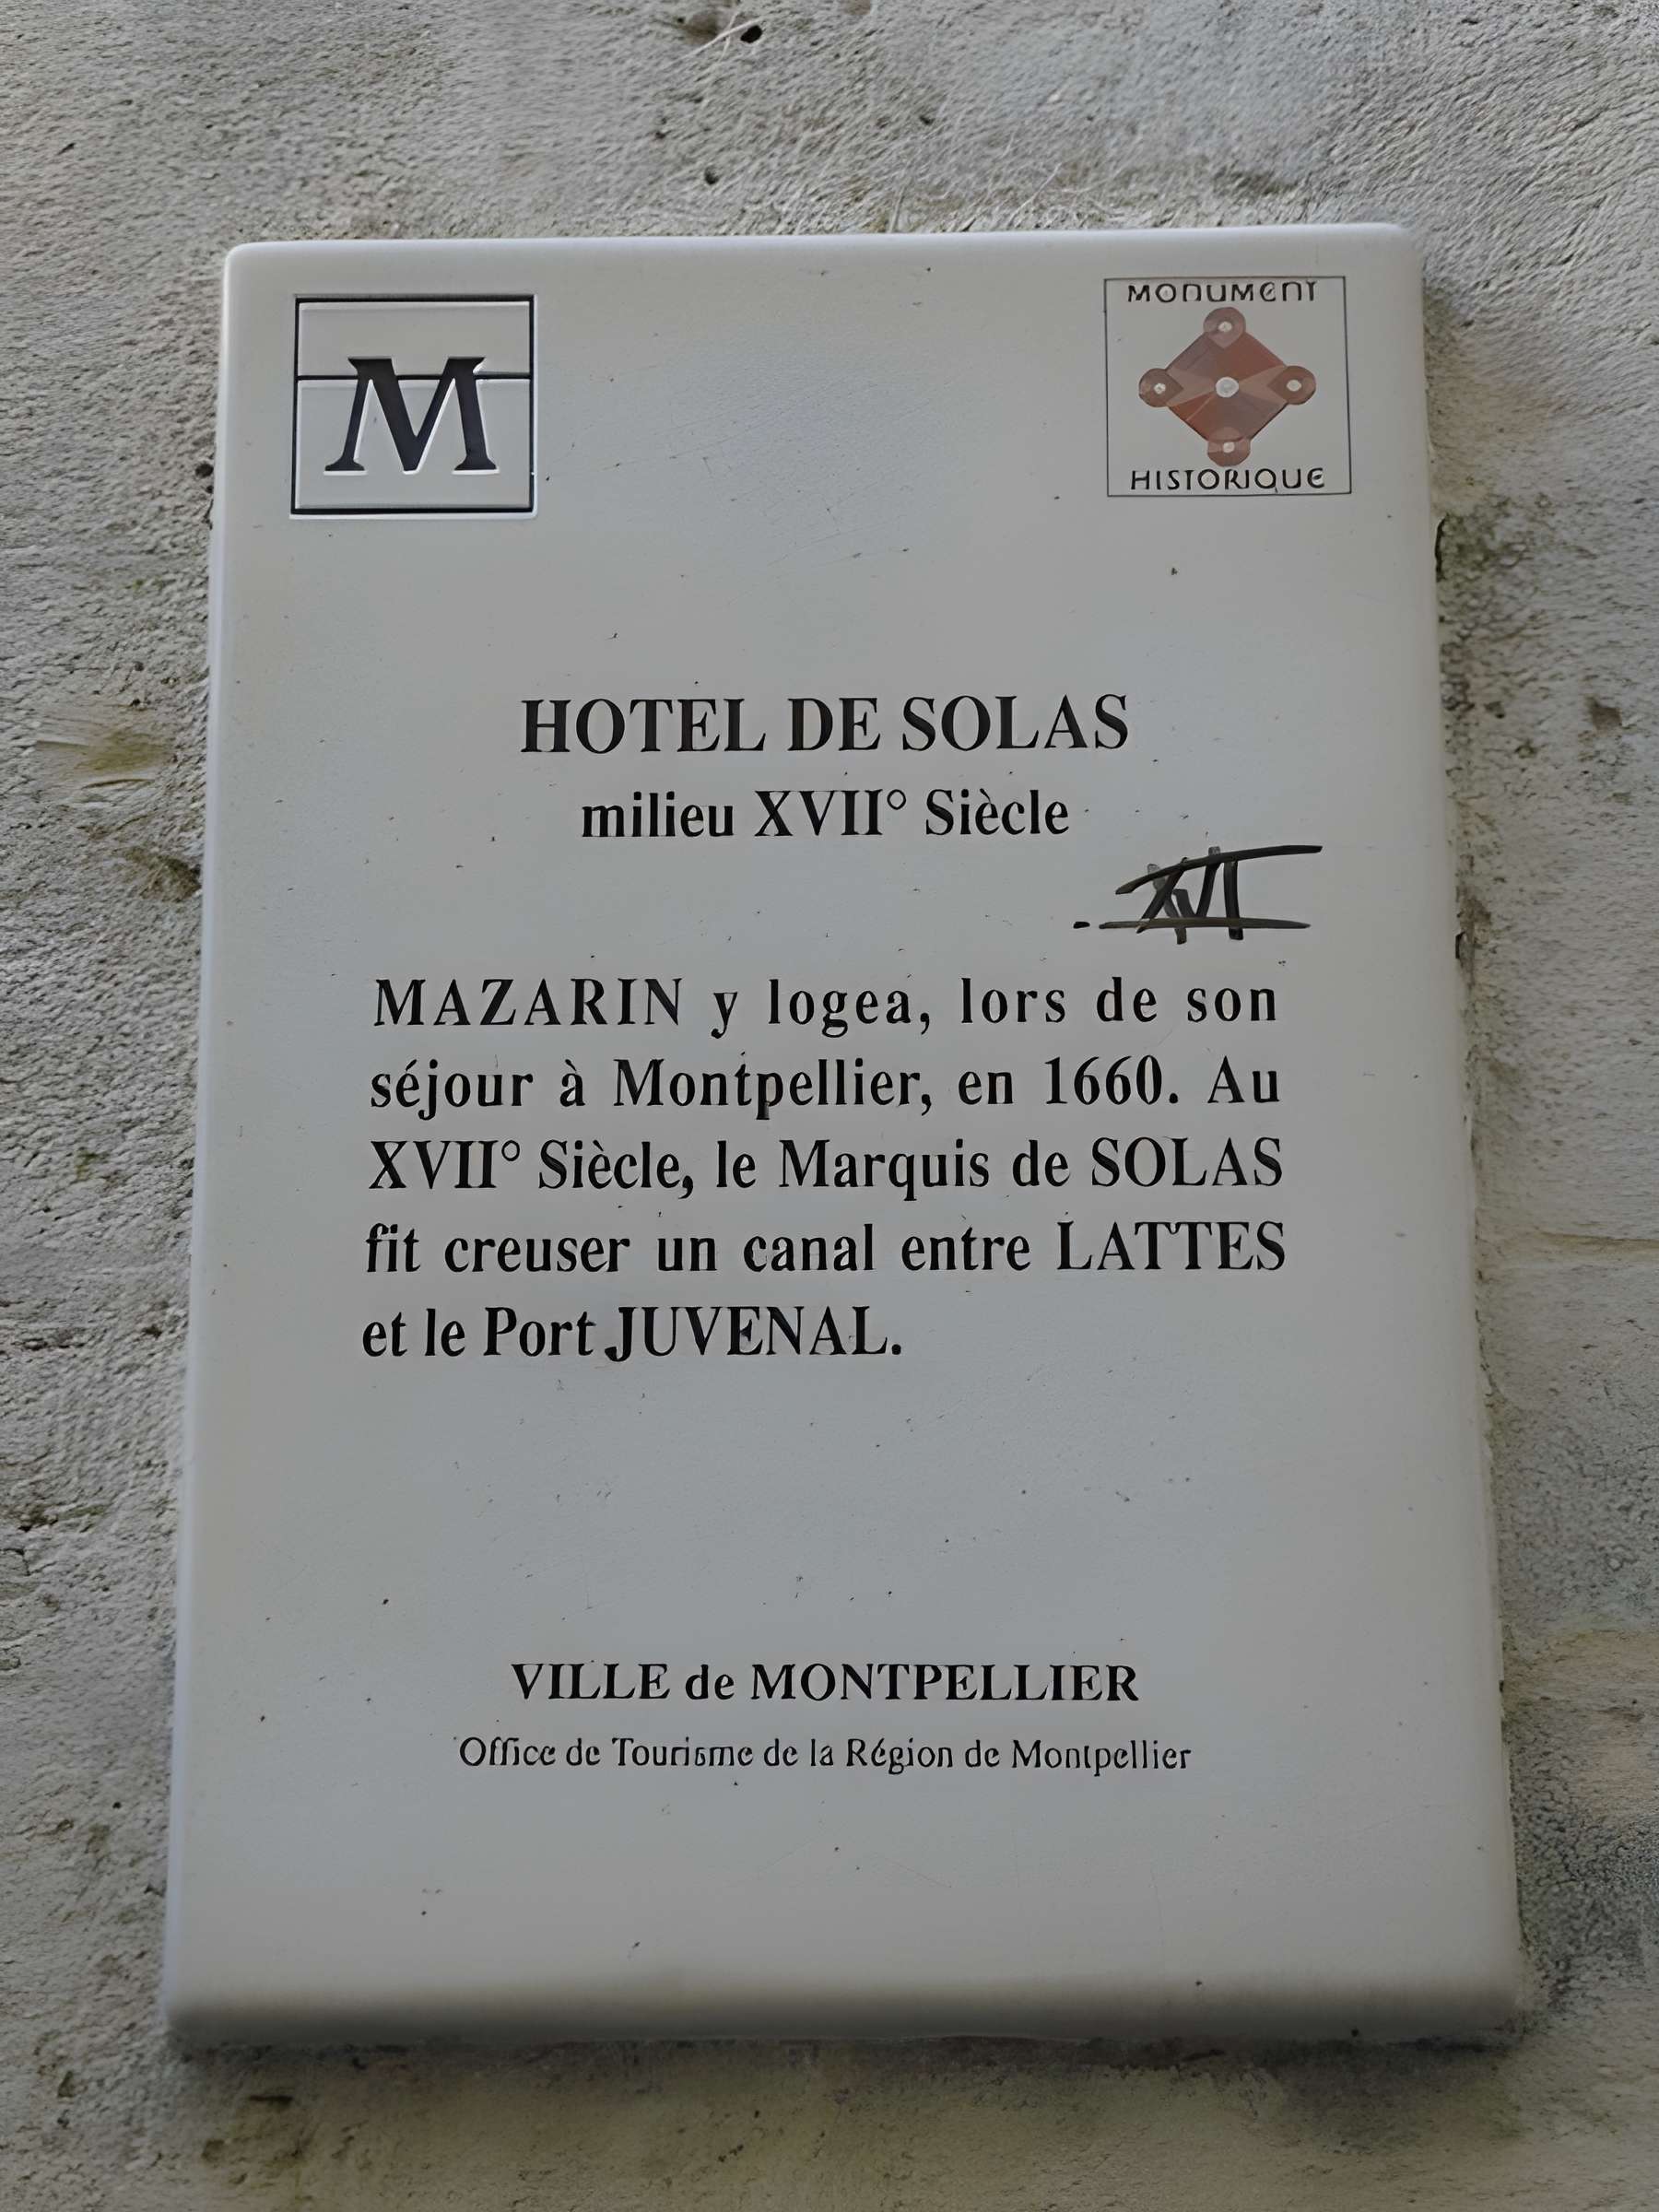 M
MONUMENT
HISTORIQUE
HOTEL DE SOLAS
milieu XVII° Siècle
XVI
MAZARIN y logea, lors de son
séjour à Montpellier, en 1660. Au
XVII° Siècle, le Marquis de SOLAS
fit creuser un canal entre LATTES
et le Port JUVENAL.
VILLE de MONTPELLIER
Office de Tourisme de la Région de Montpellier